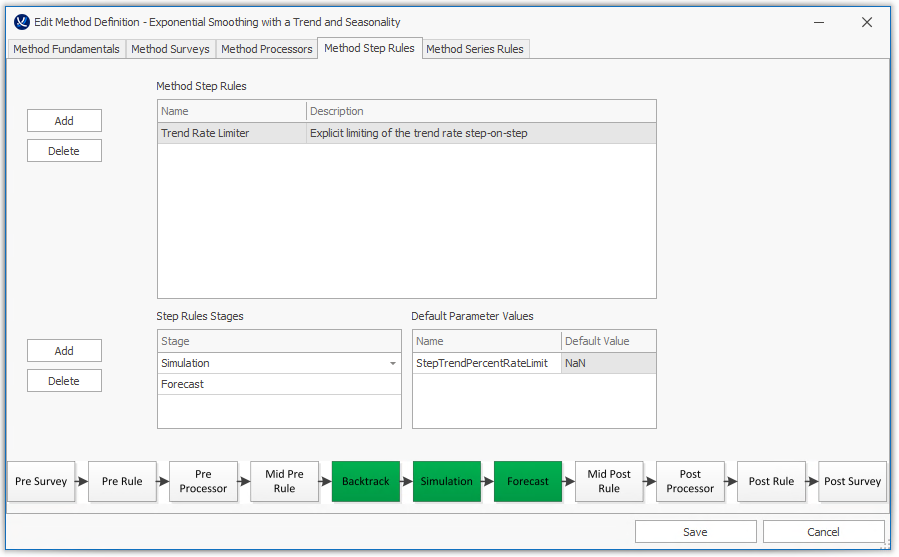 Edit Method Definition - Exponential Smoothing with a Trend and Seasonality
Method Fundamentals Method Surveys Method Processors Method Step Rules Method Series Rules
Method Step Rules
Add
Delete
Name Description
Trend Rate Limiter Explicit limiting of the trend rate step-on-step
Step Rules Stages
Add
Delete
Stage
Simulation
Forecast
Default Parameter Values
Name Default Value
StepTrendPercentRateLimit NaN
Pre Survey
Pre Rule
Pre
Processor
Mid Pre
Rule
Backtrack
Simulation
Forecast
Mid Post
Rule
Post
Processor
Post Rule
Post Survey
Save Cancel